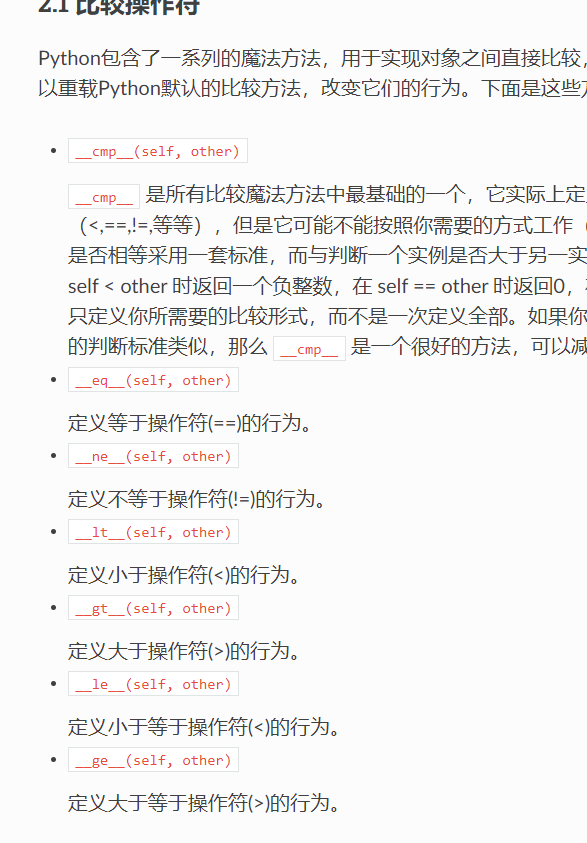 2.1 比较操作符
Python包含了一系列的魔法方法，用于实现对象之间直接比较，
以重载Python默认的比较方法，改变它们的行为。下面是这些
__cmp__(self, other)
__cmp__ 是所有比较魔法方法中最基础的一个，它实际上定
（<,==,!=,等等），但是它可能不能按照你需要的方式工作（
是否相等采用一套标准，而与判断一个实例是否大于另一实
self < other 时返回一个负整数，在 self == other 时返回0，
只定义你所需要的比较形式，而不是一次定义全部。如果你
的判断标准类似，那么 __cmp__ 是一个很好的方法，可以减
__eq__(self, other)
定义等于操作符(==)的行为。
__ne__(self, other)
定义不等于操作符(!=)的行为。
__lt__(self, other)
定义小于操作符(<)的行为。
__gt__(self, other)
定义大于操作符(>)的行为。
__le__(self, other)
定义小于等于操作符(<)的行为。
__ge__(self, other)
定义大于等于操作符(>)的行为。